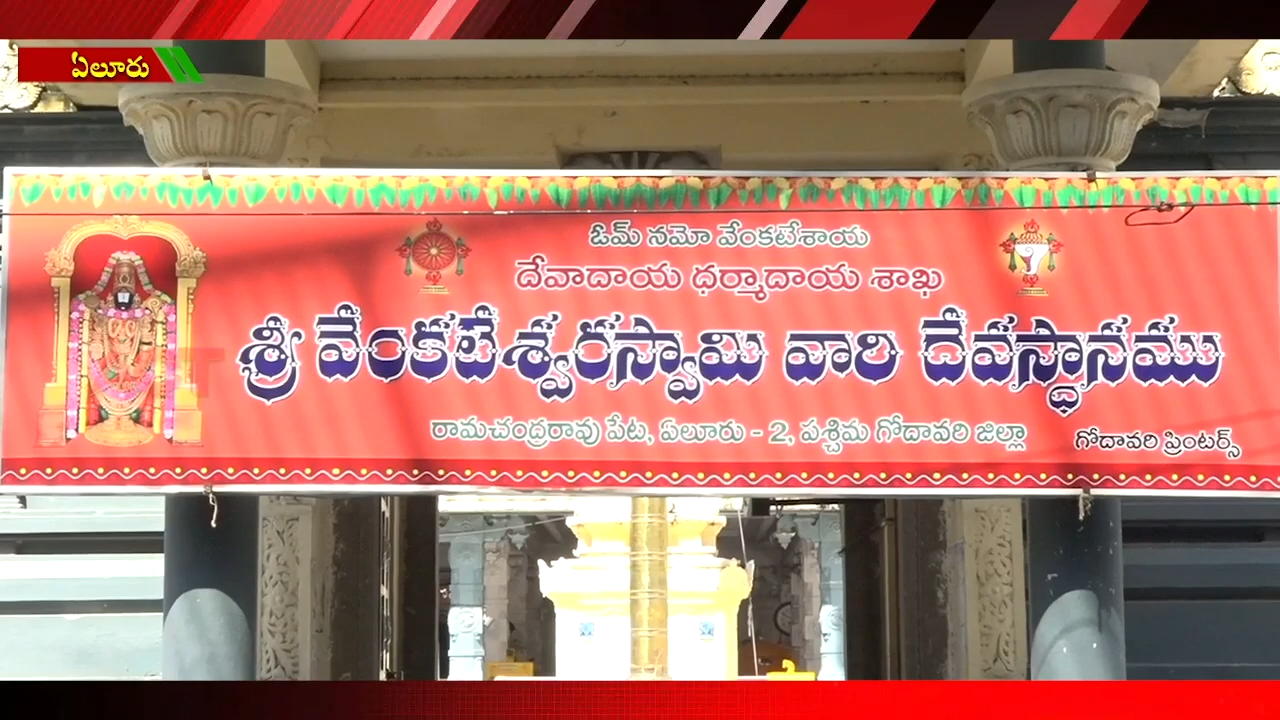 ఏలూరు
ఓమ్ నమో వేంకటేశాయ
దేవాదాయ ధర్మాదాయ శాఖ
శ్రీ వేంకటేశ్వరస్వామి వారి దేవస్థానము
రామచంద్రరావు పేట, ఏలూరు - 2, పశ్చిమ గోదావరి జిల్లా
గోదావరి ప్రింటర్స్